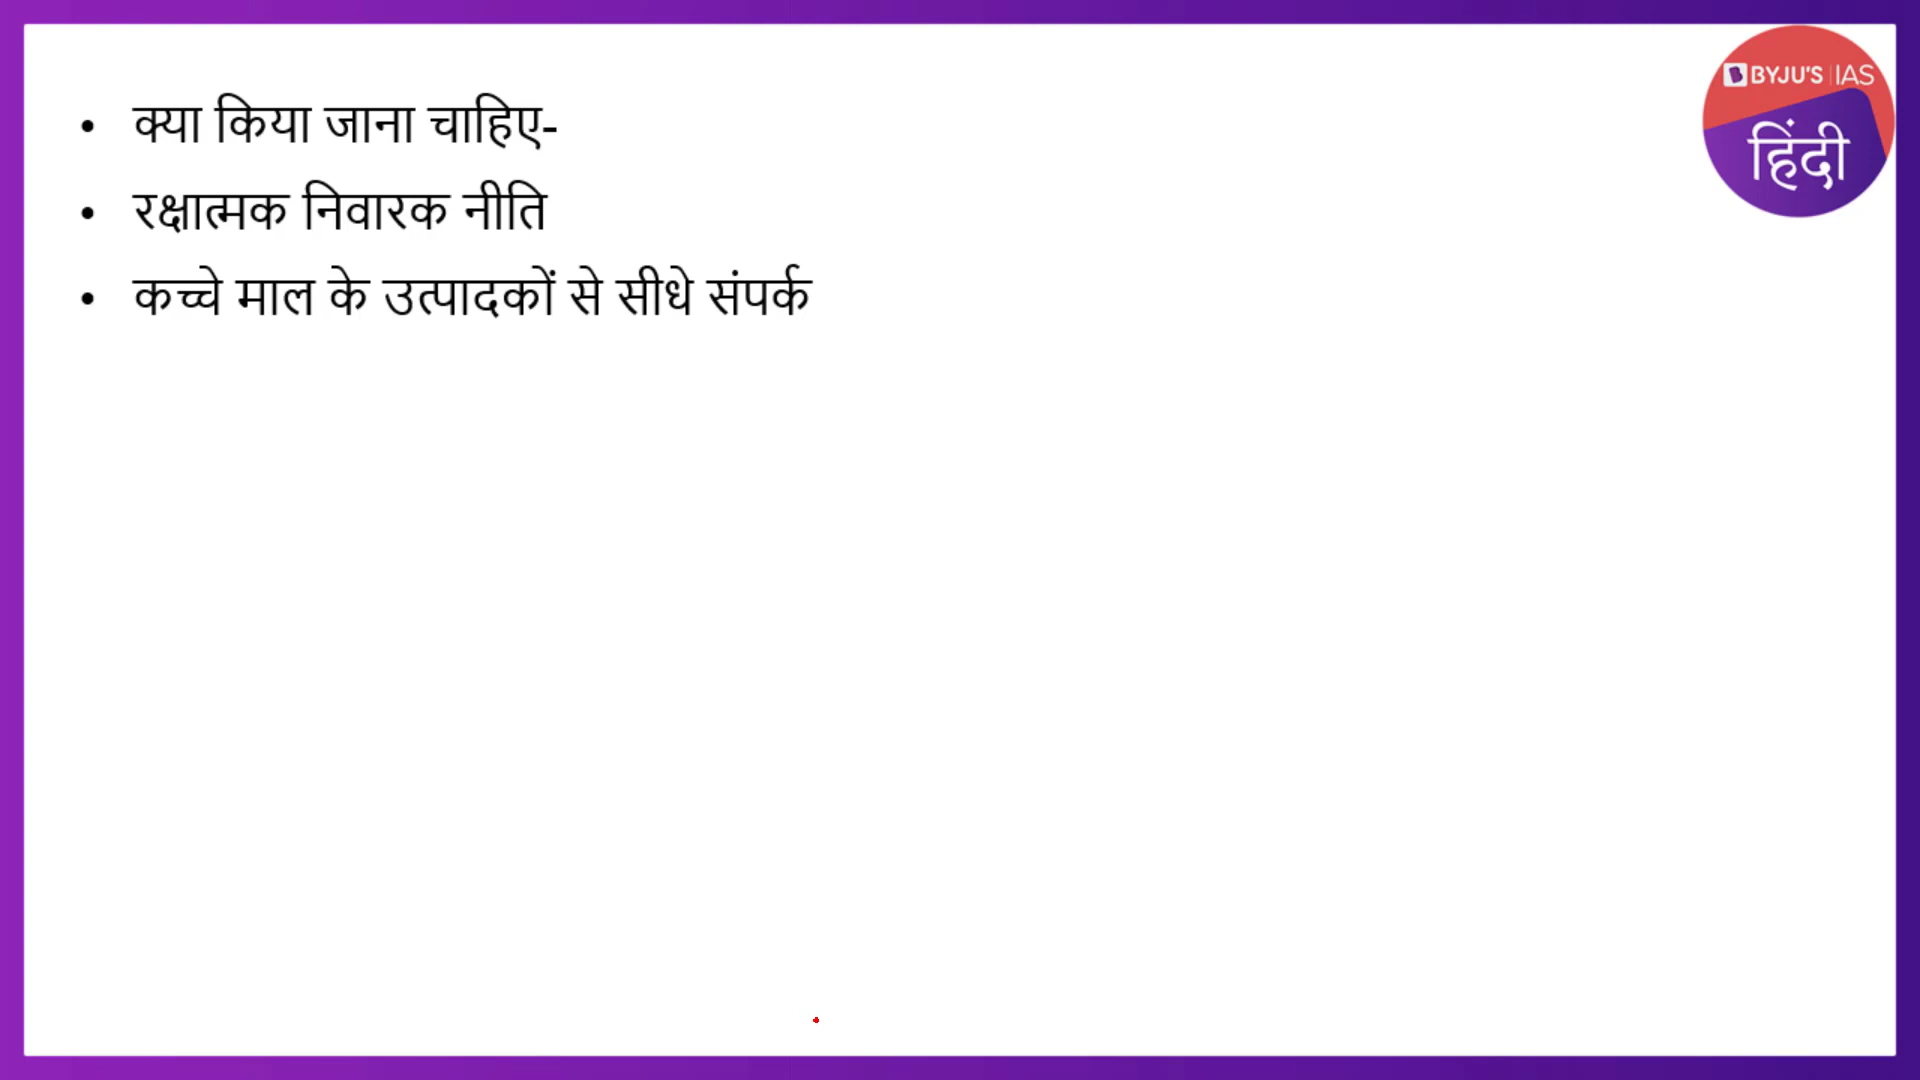 • क्या किया जाना चाहिए-
• रक्षात्मक निवारक नीति
• कच्चे माल के उत्पादकों से सीधे संपर्क
BYJU'S IAS
हिंदी